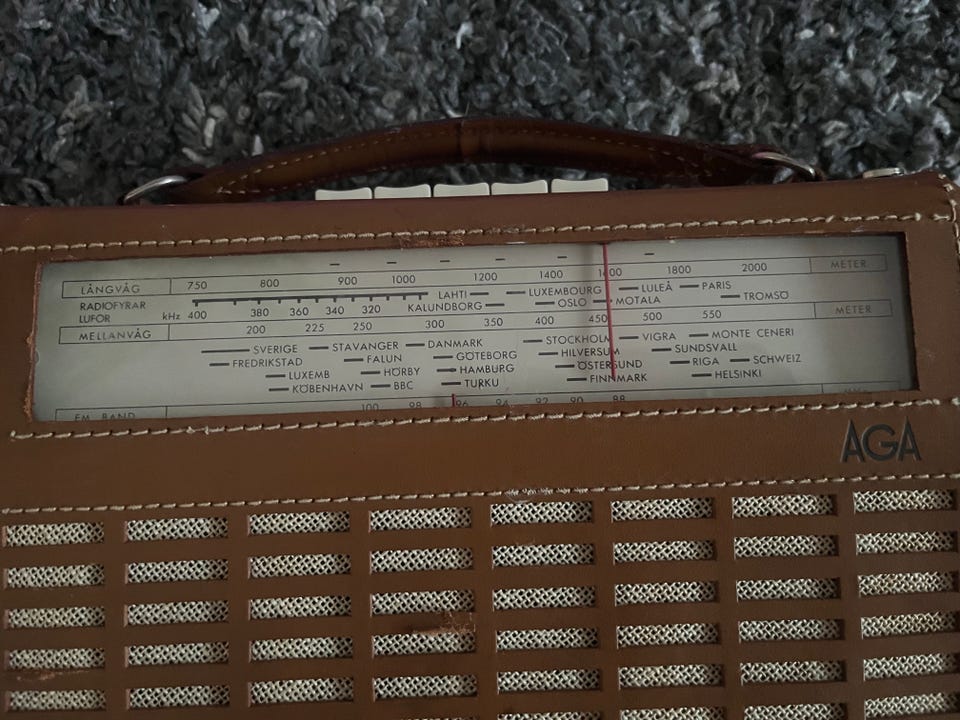 LÅNGVÅG 750 800 900 1000 1200 1400 1600 1800 2000 METER
RADIOFYRAR LAHTI LUXEMBOURG LULEÅ PARIS
LUFOR kHz 400 380 360 340 320 KALUNDBORG OSLO MOTALA TROMSÖ
MELLANVÅG 200 225 250 300 350 400 450 500 550 METER
SVERIGE STAVANGER DANMARK STOCKHOLM VIGRA MONTE CENERI
FREDRIKSTAD FALUN GÖTEBORG HILVERSUM SUNDSVALL
LUXEMB HÖRBY HAMBURG ÖSTERSUND RIGA SCHWEIZ
KÖBENHAVN BBC TURKU FINNMARK HELSINKI
FM BAND 100 98 96 94 92 90 88
AGA